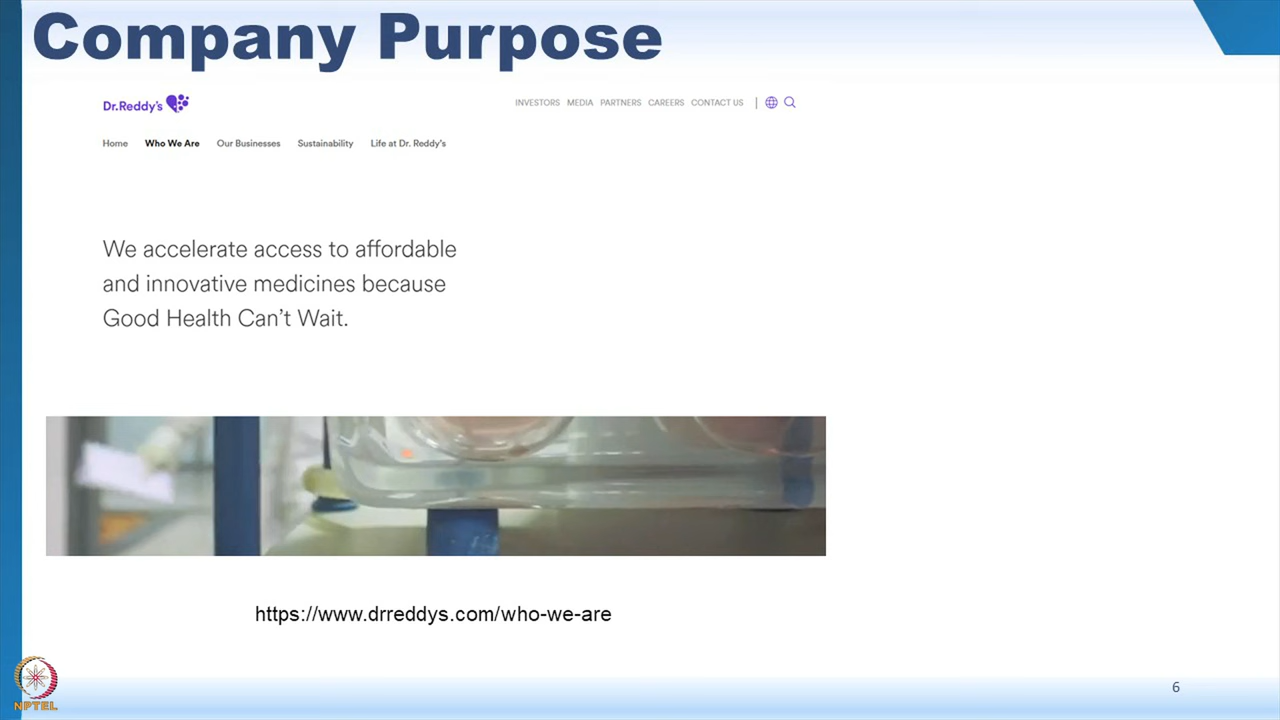 Company Purpose
Dr.Reddy's
INVESTORS MEDIA PARTNERS CAREERS CONTACT US
Home Who We Are Our Businesses Sustainability Life at Dr. Reddy's
We accelerate access to affordable
and innovative medicines because
Good Health Can't Wait.
https://www.drreddys.com/who-we-are
6
NPTEL